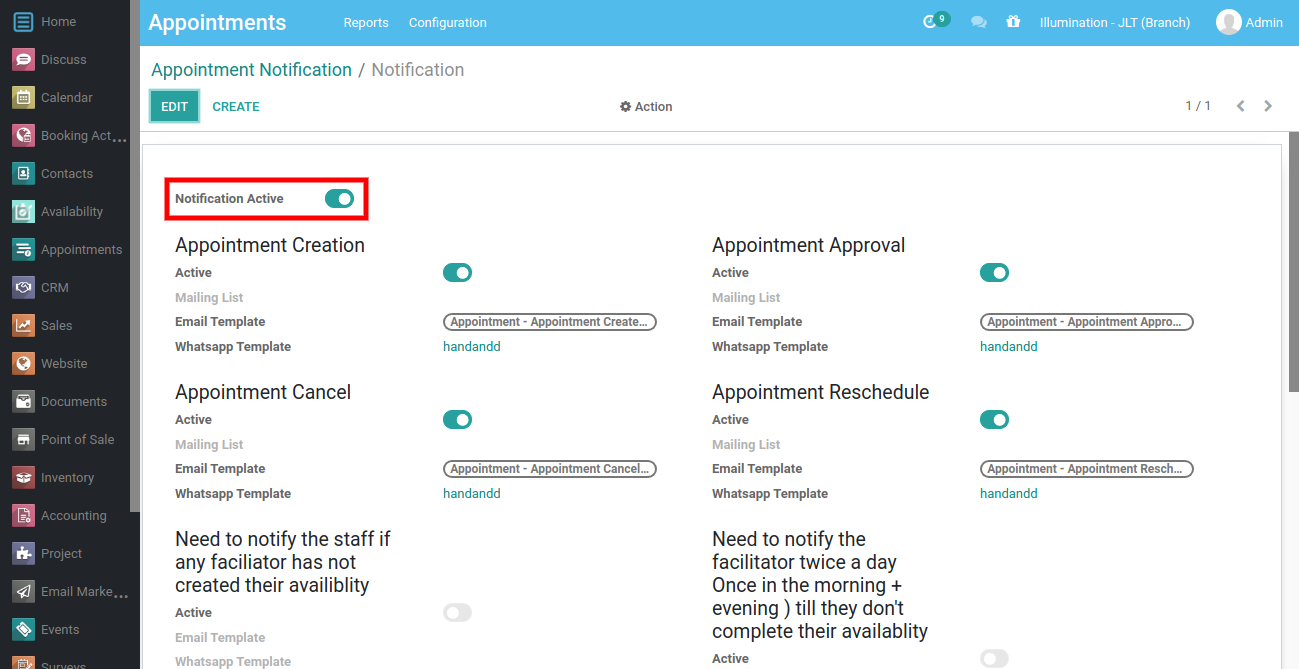 Home
Discuss
Calendar
Booking Act...
Contacts
Availability
Appointments
CRM
Sales
Website
Documents
Point of Sale
Inventory
Accounting
Project
Email Marke...
Events
Surveys
Appointments Reports Configuration 9 Illumination - JLT (Branch) Admin
Appointment Notification / Notification
EDIT CREATE Action 1 / 1
Notification Active
Appointment Creation
Active
Mailing List
Email Template Appointment - Appointment Create...
Whatsapp Template handandd
Appointment Approval
Active
Mailing List
Email Template Appointment - Appointment Appro...
Whatsapp Template handandd
Appointment Cancel
Active
Mailing List
Email Template Appointment - Appointment Cancel...
Whatsapp Template handandd
Appointment Reschedule
Active
Mailing List
Email Template Appointment - Appointment Resch...
Whatsapp Template handandd
Need to notify the staff if
any faciliator has not
created their availiblity
Active
Email Template
Whatsapp Template
Need to notify the
facilitator twice a day
Once in the morning +
evening ) till they don't
complete their availablity
Active